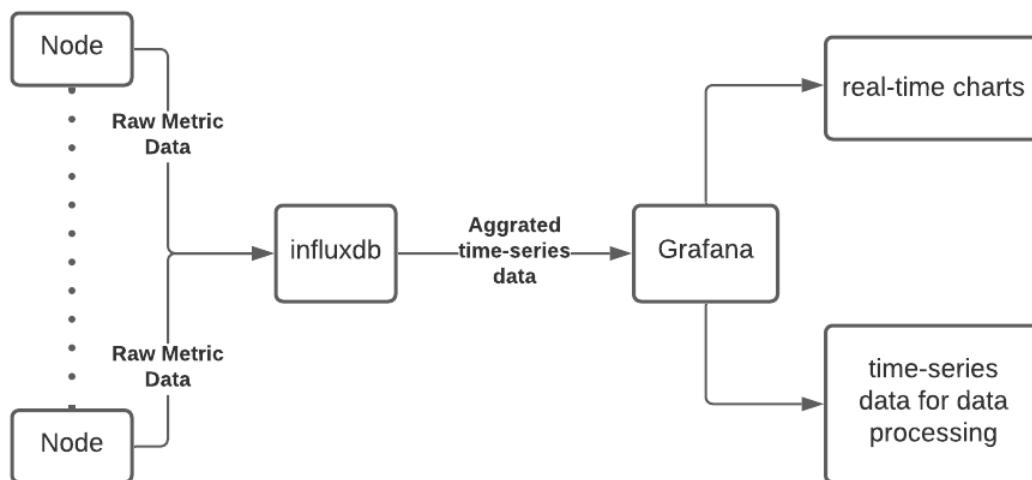 Node
Raw Metric
Data
influxdb
Aggrated
time-series
data
Grafana
real-time charts
Raw Metric
Data
Node
time-series
data for data
processing